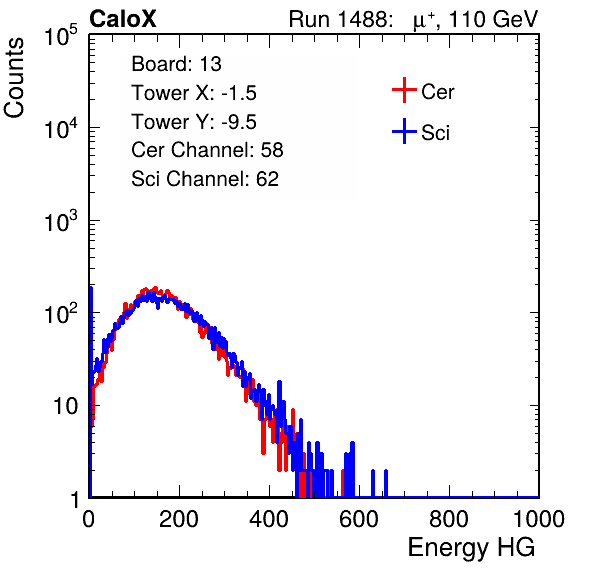 CaloX Run 1488: μ⁺, 110 GeV
Counts
10⁵
10⁴
10³
10²
10
1
Board: 13
Tower X: -1.5
Tower Y: -9.5
Cer Channel: 58
Sci Channel: 62
Cer
Sci
0 200 400 600 800 1000
Energy HG